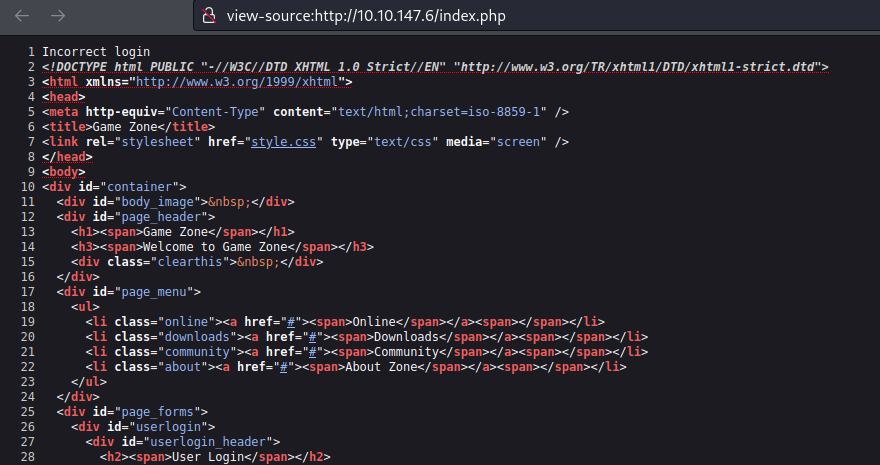 view-source:http://10.10.147.6/index.php
1 Incorrect login
2 <!DOCTYPE html PUBLIC "-//W3C//DTD XHTML 1.0 Strict//EN" "http://www.w3.org/TR/xhtml1/DTD/xhtml1-strict.dtd">
3 <html xmlns="http://www.w3.org/1999/xhtml">
4 <head>
5 <meta http-equiv="Content-Type" content="text/html;charset=iso-8859-1" />
6 <title>Game Zone</title>
7 <link rel="stylesheet" href="style.css" type="text/css" media="screen" />
8 </head>
9 <body>
10 <div id="container">
11   <div id="body_image">&nbsp;</div>
12   <div id="page_header">
13     <h1><span>Game Zone</span></h1>
14     <h3><span>Welcome to Game Zone</span></h3>
15     <div class="clearthis">&nbsp;</div>
16   </div>
17   <div id="page_menu">
18     <ul>
19       <li class="online"><a href="#"><span>Online</span></a><span></span></li>
20       <li class="downloads"><a href="#"><span>Downloads</span></a><span></span></li>
21       <li class="community"><a href="#"><span>Community</span></a><span></span></li>
22       <li class="about"><a href="#"><span>About Zone</span></a><span></span></li>
23     </ul>
24   </div>
25   <div id="page_forms">
26     <div id="userlogin">
27       <div id="userlogin_header">
28         <h2><span>User Login</span></h2>